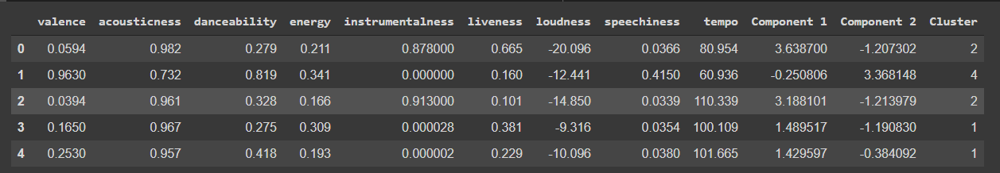 valence acousticness danceability energy instrumentalness liveness loudness speechiness tempo Component 1 Component 2 Cluster
0 0.0594 0.982 0.279 0.211 0.878000 0.665 -20.096 0.0366 80.954 3.638700 -1.207302 2
1 0.9630 0.732 0.819 0.341 0.000000 0.160 -12.441 0.4150 60.936 -0.250806 3.368148 4
2 0.0394 0.961 0.328 0.166 0.913000 0.101 -14.850 0.0339 110.339 3.188101 -1.213979 2
3 0.1650 0.967 0.275 0.309 0.000028 0.381 -9.316 0.0354 100.109 1.489517 -1.190830 1
4 0.2530 0.957 0.418 0.193 0.000002 0.229 -10.096 0.0380 101.665 1.429597 -0.384092 1